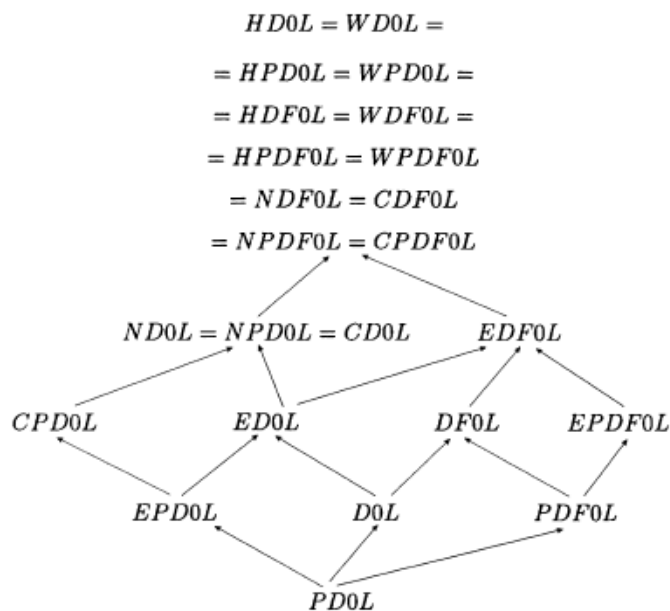 HD0L = WD0L =
= HPD0L = WPD0L =
= HDF0L = WDF0L =
= HPDF0L = WPDF0L
= NDF0L = CDF0L
= NPDF0L = CPDF0L
ND0L = NPD0L = CD0L EDF0L
CPD0L ED0L DF0L EPDF0L
EPD0L D0L PDF0L
PD0L